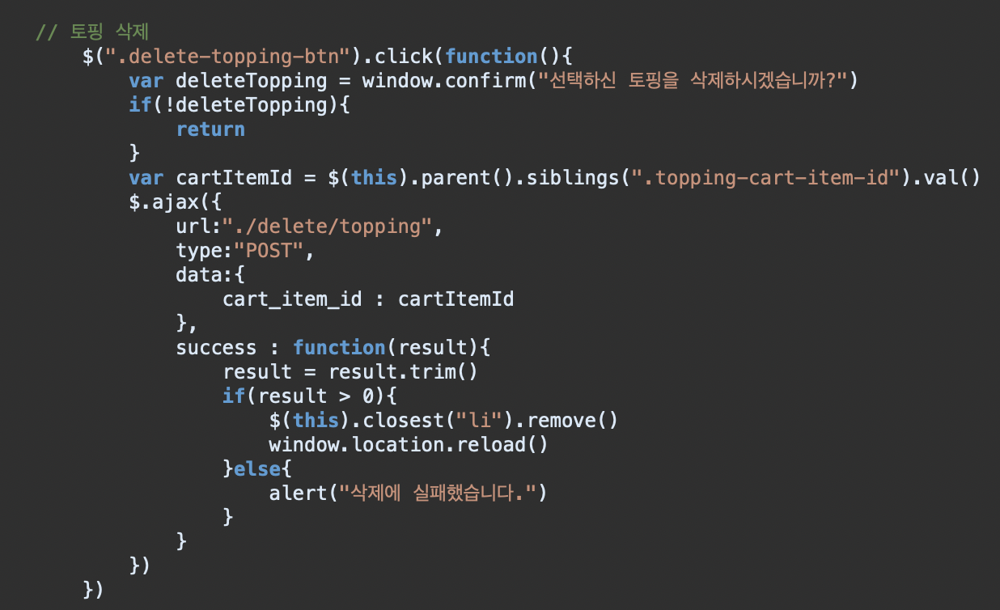 // 토핑 삭제
$(".delete-topping-btn").click(function(){
var deleteTopping = window.confirm("선택하신 토핑을 삭제하시겠습니까?")
if(!deleteTopping){
return
}
var cartItemId = $(this).parent().siblings(".topping-cart-item-id").val()
$.ajax({
url:"./delete/topping",
type:"POST",
data:{
cart_item_id : cartItemId
},
success : function(result){
result = result.trim()
if(result > 0){
$(this).closest("li").remove()
window.location.reload()
}else{
alert("삭제에 실패했습니다.")
}
}
})
})